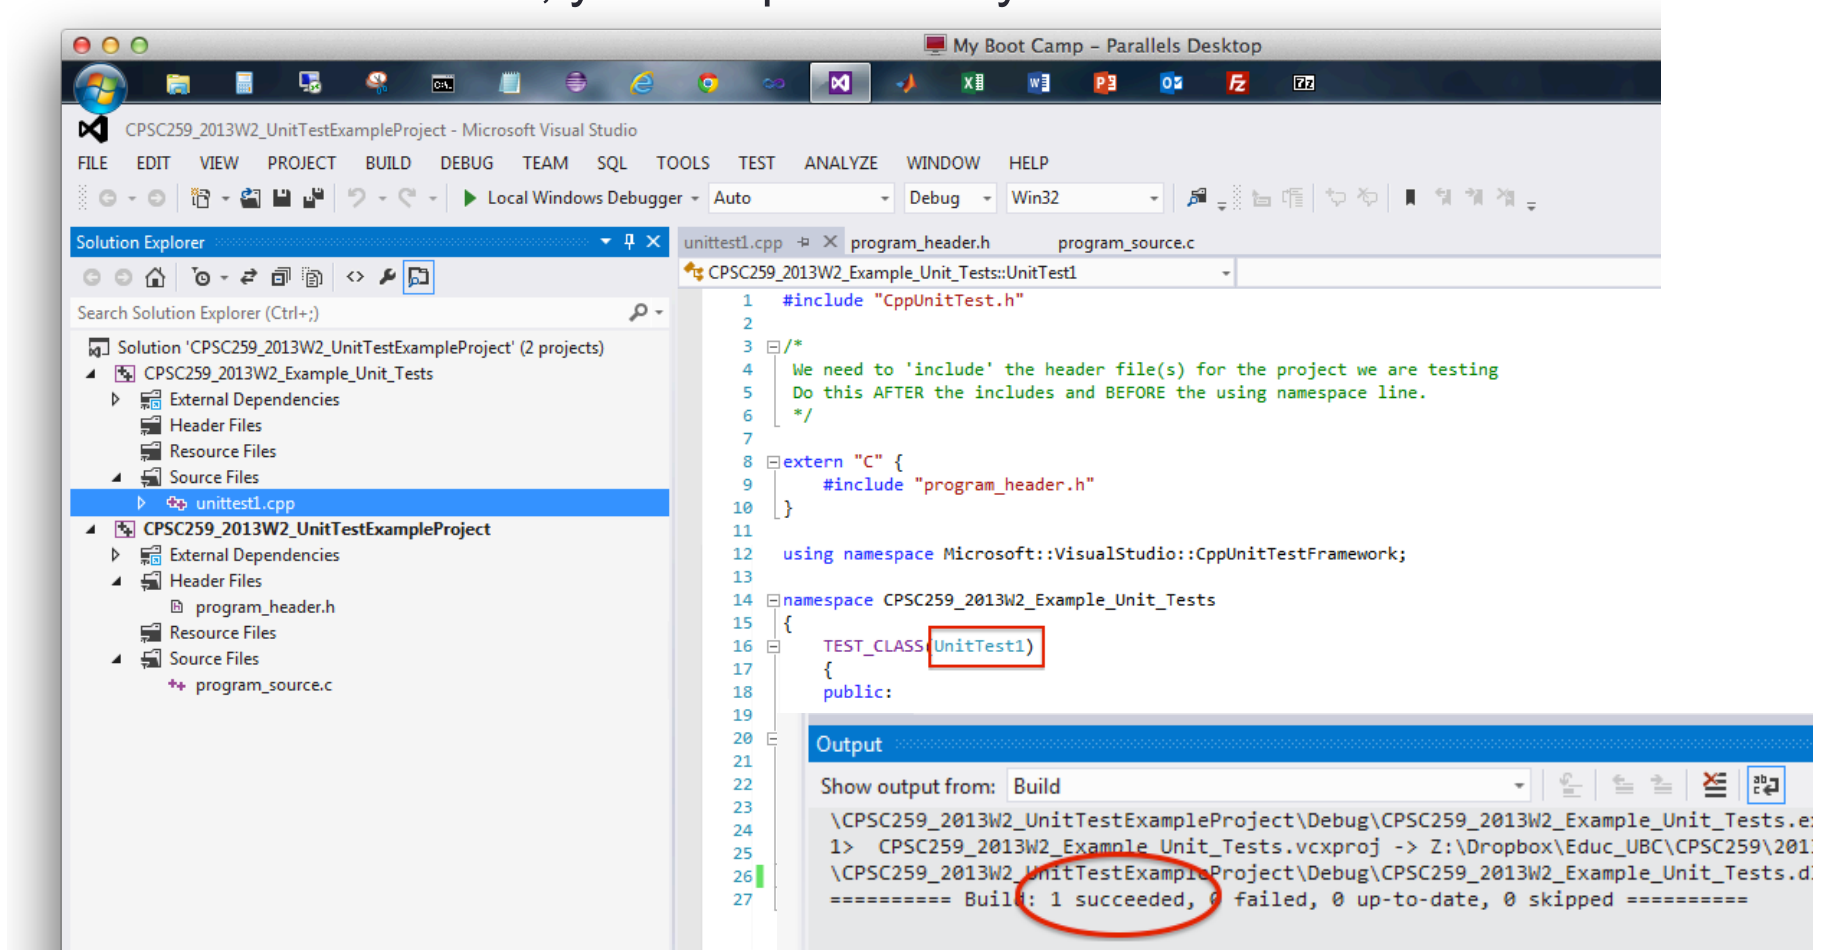 My Boot Camp – Parallels Desktop
C:\.
CPSC259_2013W2_UnitTestExampleProject - Microsoft Visual Studio
FILE EDIT VIEW PROJECT BUILD DEBUG TEAM SQL TOOLS TEST ANALYZE WINDOW HELP
Local Windows Debugger Auto Debug Win32
Solution Explorer
Search Solution Explorer (Ctrl+;)
Solution 'CPSC259_2013W2_UnitTestExampleProject' (2 projects)
CPSC259_2013W2_Example_Unit_Tests
External Dependencies
Header Files
Resource Files
Source Files
unittest1.cpp
CPSC259_2013W2_UnitTestExampleProject
External Dependencies
Header Files
program_header.h
Resource Files
Source Files
program_source.c
unittest1.cpp program_header.h program_source.c
CPSC259_2013W2_Example_Unit_Tests::UnitTest1
1 #include "CppUnitTest.h"
2
3 /*
4 We need to 'include' the header file(s) for the project we are testing
5 Do this AFTER the includes and BEFORE the using namespace line.
6 */
7
8 extern "C" {
9 #include "program_header.h"
10 }
11
12 using namespace Microsoft::VisualStudio::CppUnitTestFramework;
13
14 namespace CPSC259_2013W2_Example_Unit_Tests
15 {
16 TEST_CLASS(UnitTest1)
17 {
18 public:
19
20
21
22
23
24
25
26
27
Output
Show output from: Build
\CPSC259_2013W2_UnitTestExampleProject\Debug\CPSC259_2013W2_Example_Unit_Tests.e
1> CPSC259_2013W2_Example_Unit_Tests.vcxproj -> Z:\Dropbox\Educ_UBC\CPSC259\201
\CPSC259_2013W2_UnitTestExampleProject\Debug\CPSC259_2013W2_Example_Unit_Tests.d
========== Build: 1 succeeded, 0 failed, 0 up-to-date, 0 skipped ==========